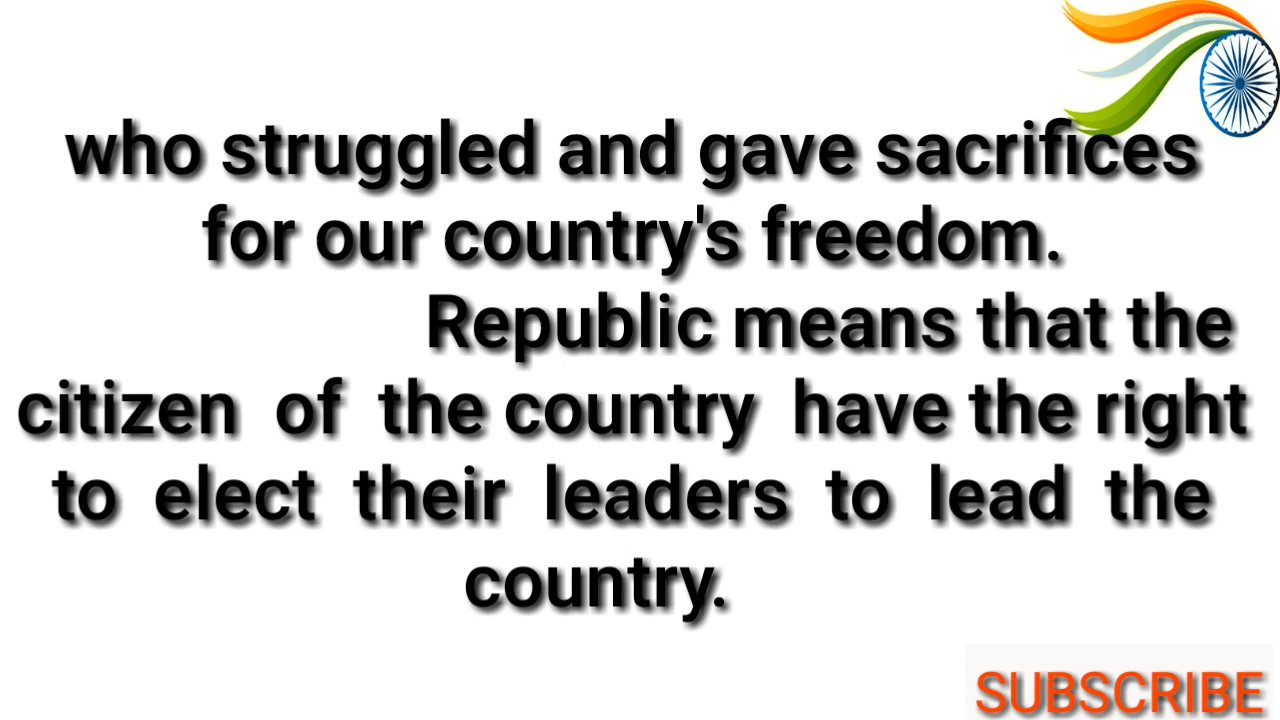 who struggled and gave sacrifices
for our country's freedom.
Republic means that the
citizen of the country have the right
to elect their leaders to lead the
country.
SUBSCRIBE